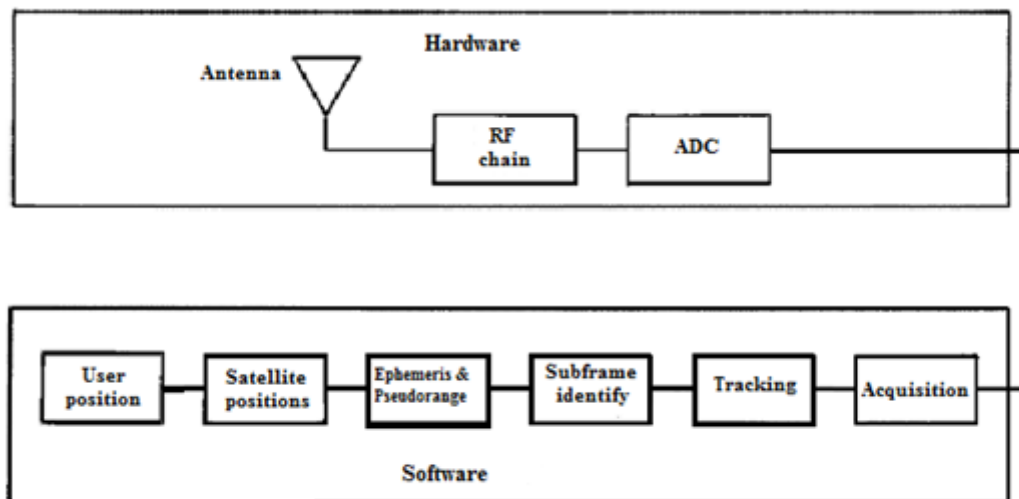 Hardware
Antenna
RF
chain
ADC
User
position
Satellite
positions
Ephemeris &
Pseudorange
Subframe
identify
Tracking
Acquisition
Software